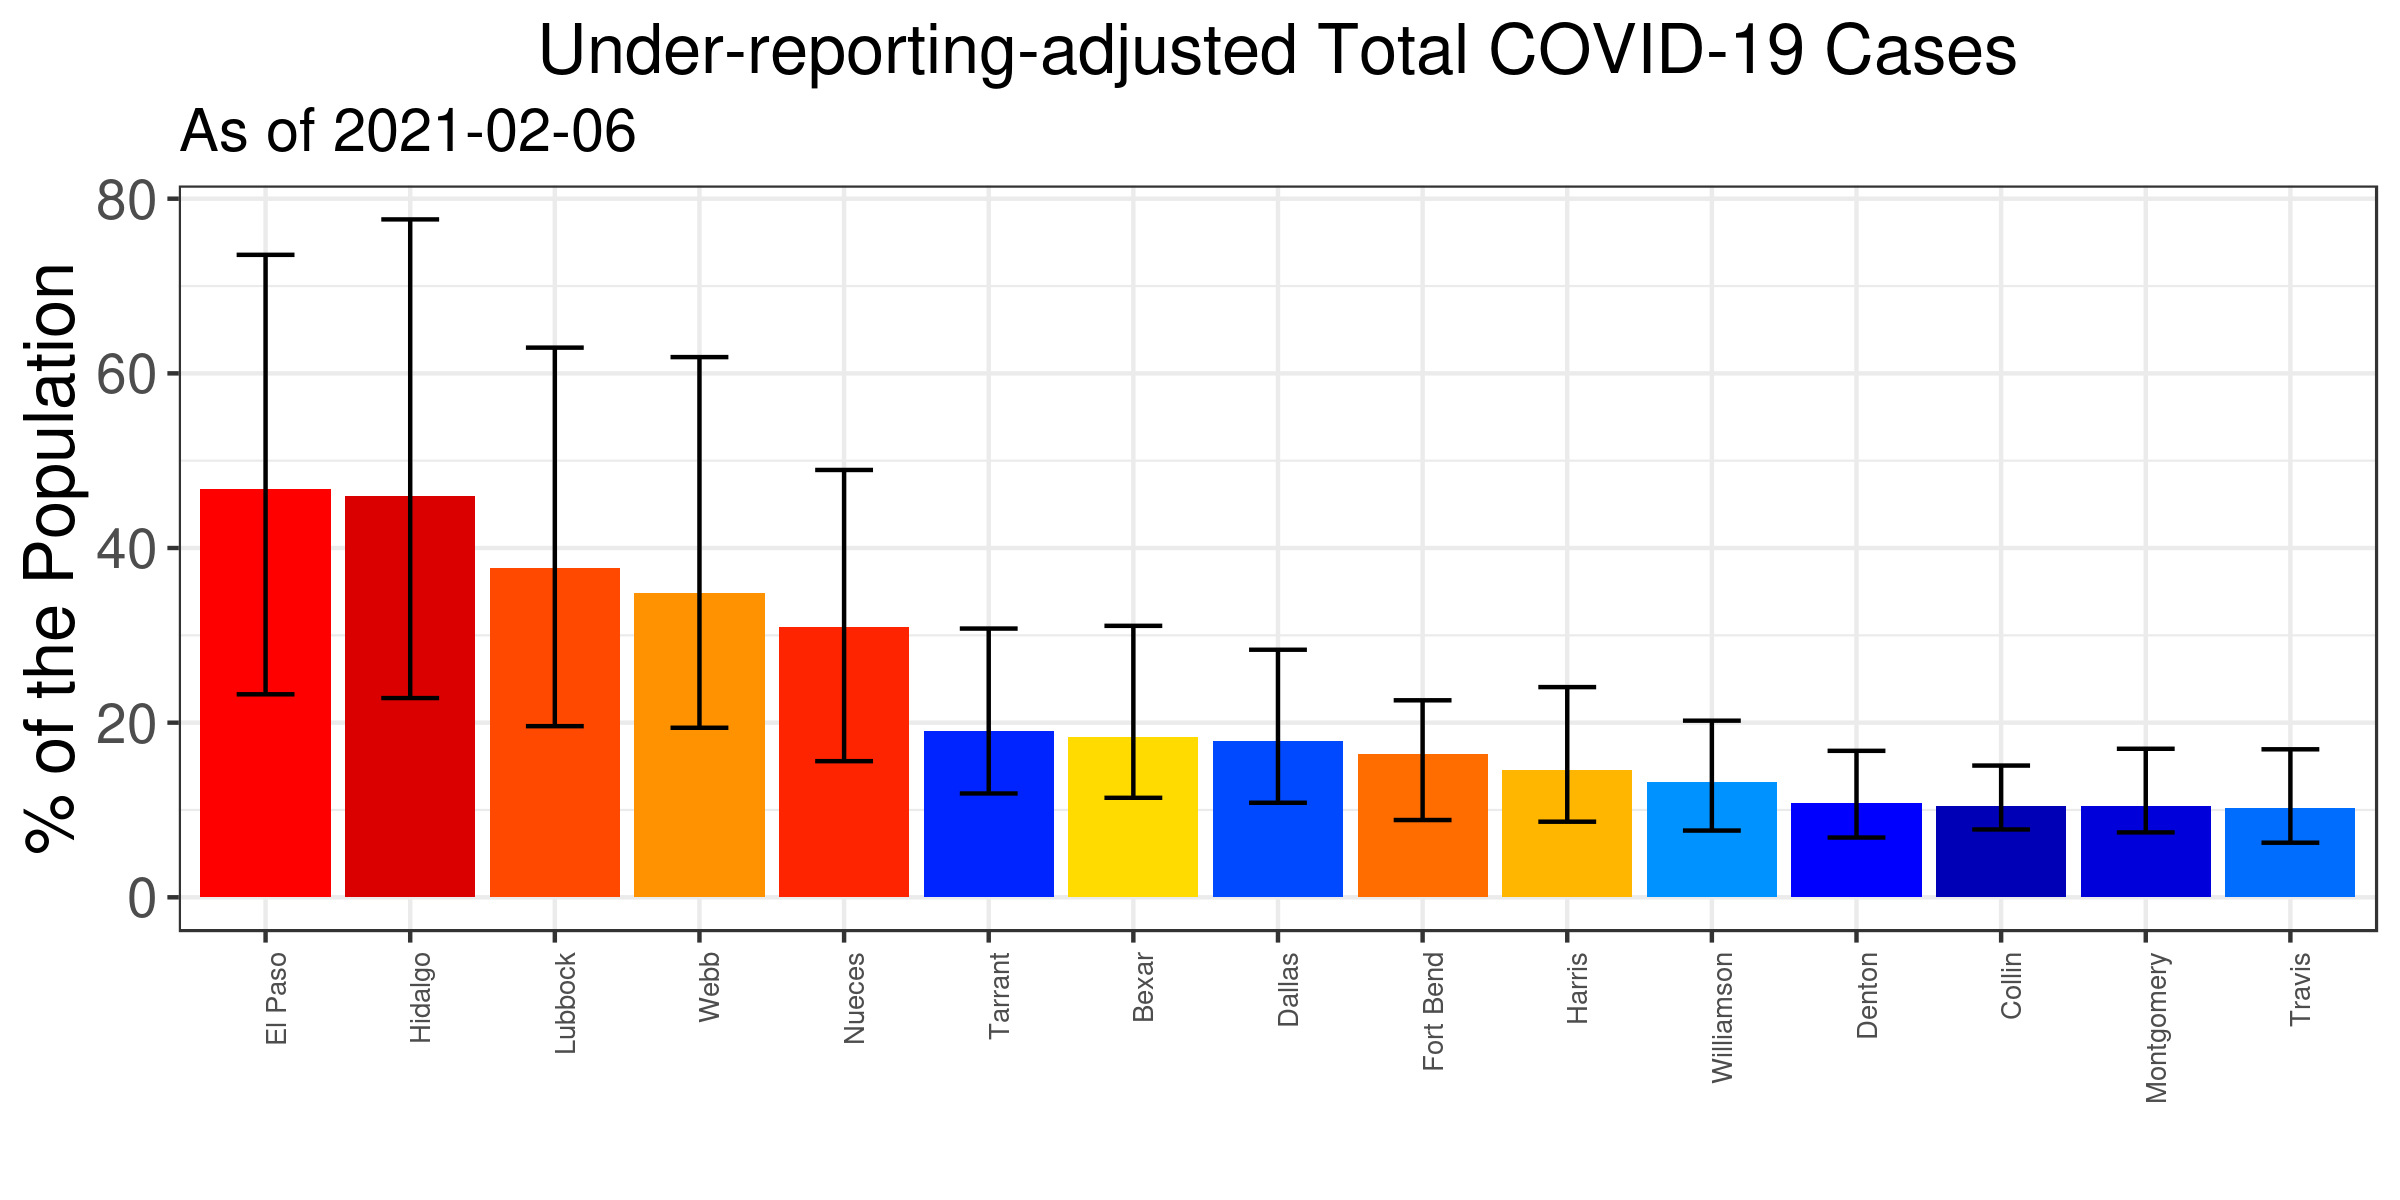 Under-reporting-adjusted Total COVID-19 Cases
As of 2021-02-06
% of the Population
80
60
40
20
0
El Paso
Hidalgo
Lubbock
Webb
Nueces
Tarrant
Bexar
Dallas
Fort Bend
Harris
Williamson
Denton
Collin
Montgomery
Travis